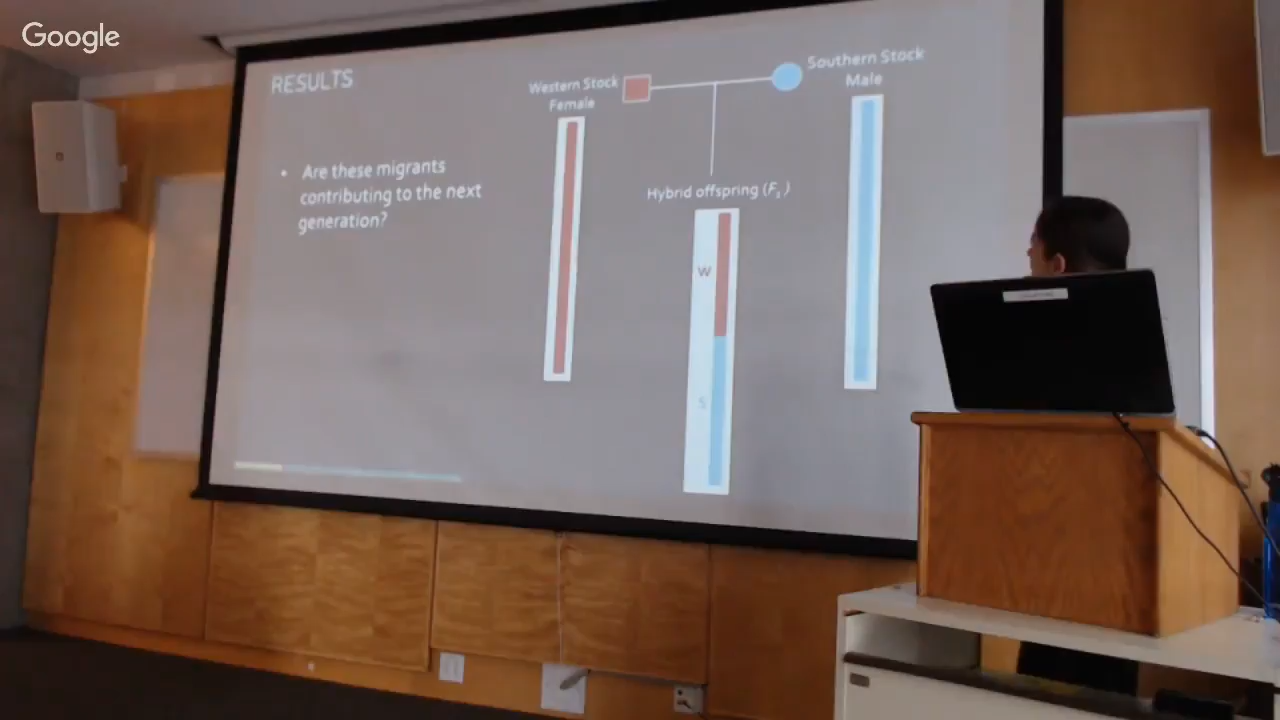 Google
RESULTS
• Are these migrants
contributing to the next
generation?
Western Stock
Female
Southern Stock
Male
Hybrid offspring (F₁)
W
S